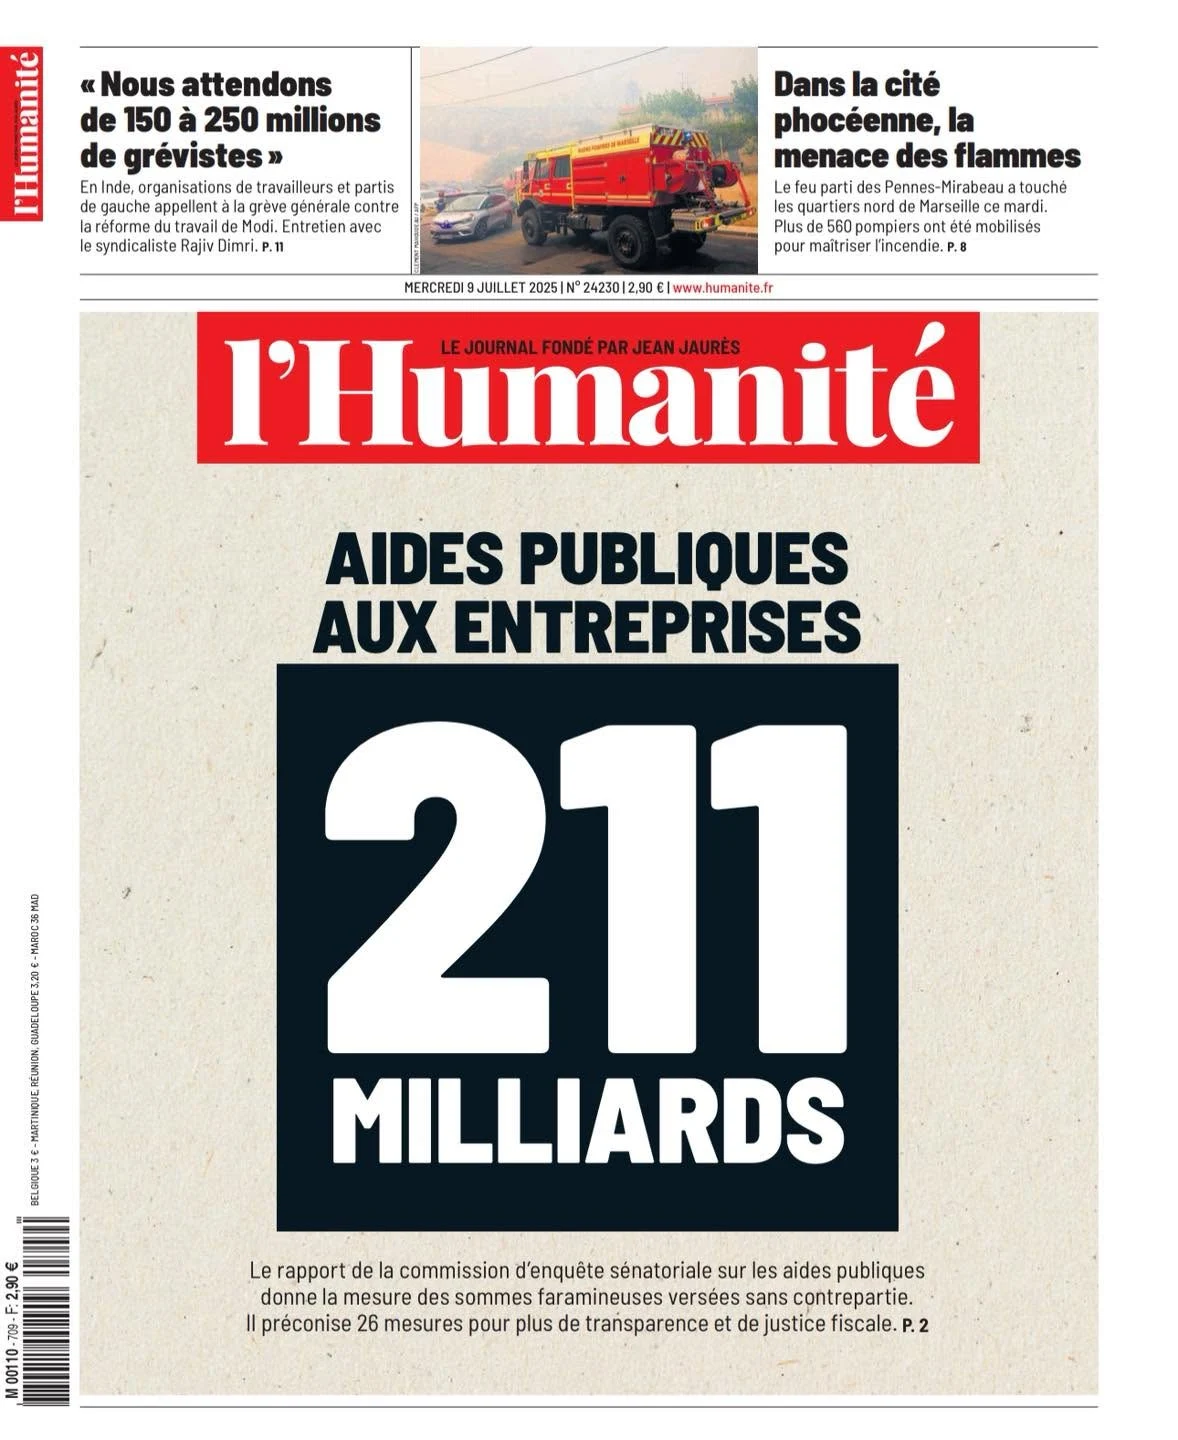 l'Humanité
« Nous attendons
de 150 à 250 millions
de grévistes »
En Inde, organisations de travailleurs et partis
de gauche appellent à la grève générale contre
la réforme du travail de Modi. Entretien avec
le syndicaliste Rajiv Dimri. P. 11
MARINS-POMPIERS DE MARSEILLE
Dans la cité
phocéenne, la
menace des flammes
Le feu parti des Pennes-Mirabeau a touché
les quartiers nord de Marseille ce mardi.
Plus de 560 pompiers ont été mobilisés
pour maîtriser l'incendie. P. 8
MERCREDI 9 JUILLET 2025 | N° 24230 | 2,90 € | www.humanite.fr
LE JOURNAL FONDÉ PAR JEAN JAURÈS
l'Humanité
AIDES PUBLIQUES
AUX ENTREPRISES
211
MILLIARDS
Le rapport de la commission d'enquête sénatoriale sur les aides publiques
donne la mesure des sommes faramineuses versées sans contrepartie.
Il préconise 26 mesures pour plus de transparence et de justice fiscale. P. 2
BELGIQUE 3 € - MARTINIQUE, RÉUNION, GUADELOUPE 3,20 € - MAROC 36 MAD
M 00110 - 709 - F: 2,90 €